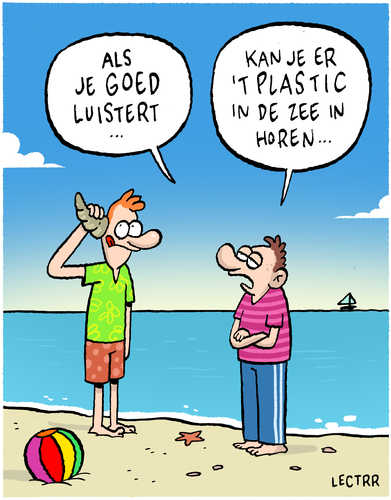 ALS
JE GOED
LUISTERT
...
KAN JE ER
'T PLASTIC
IN DE ZEE IN
HOREN...
LECTRR